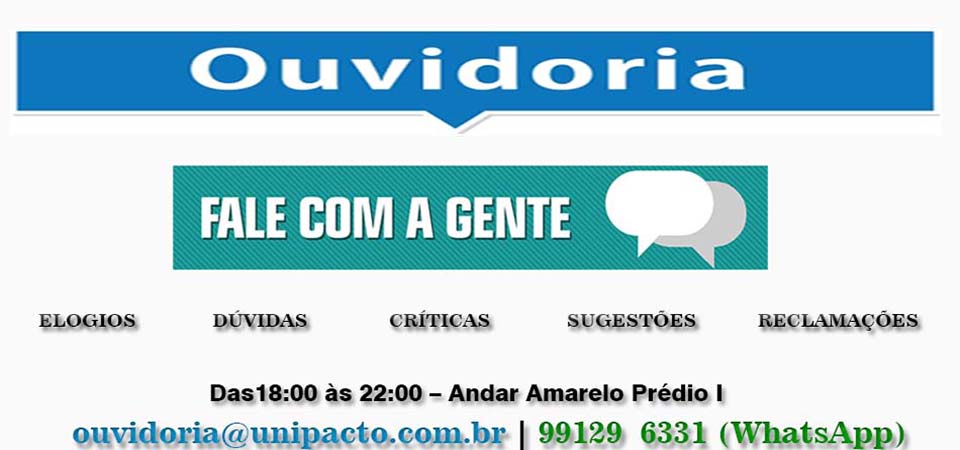 Ouvidoria
FALE COM A GENTE
ELOGIOS DÚVIDAS CRÍTICAS SUGESTÕES RECLAMAÇÕES
Das18:00 às 22:00 – Andar Amarelo Prédio I
ouvidoria@unipacto.com.br | 99129 6331 (WhatsApp)